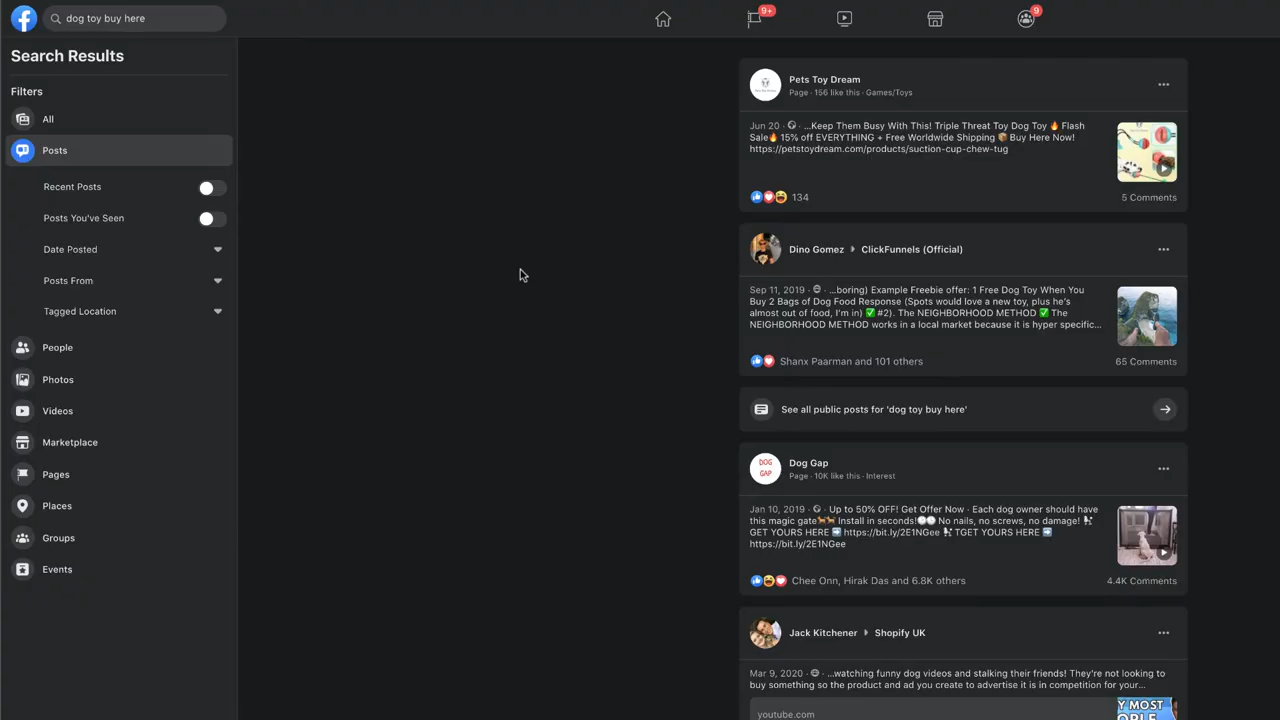 dog toy buy here
9+
9
Search Results
Filters
All
Posts
Recent Posts
Posts You've Seen
Date Posted
Posts From
Tagged Location
People
Photos
Videos
Marketplace
Pages
Places
Groups
Events
Pets Toy Dream
Page · 156 like this · Games/Toys
Jun 20 · ...Keep Them Busy With This! Triple Threat Toy Dog Toy 🔥 Flash
Sale🔥 15% off EVERYTHING + Free Worldwide Shipping 📦 Buy Here Now!
https://petstoydream.com/products/suction-cup-chew-tug
134
5 Comments
Dino Gomez ▸ ClickFunnels (Official)
Sep 11, 2019 · ...boring) Example Freebie offer: 1 Free Dog Toy When You
Buy 2 Bags of Dog Food Response (Spots would love a new toy, plus he's
almost out of food, I'm in) ✅ #2). The NEIGHBORHOOD METHOD ✅ The
NEIGHBORHOOD METHOD works in a local market because it is hyper specific...
Shanx Paarman and 101 others
65 Comments
See all public posts for 'dog toy buy here'
DOG
GAP
Dog Gap
Page · 10K like this · Interest
Jan 10, 2019 · Up to 50% OFF! Get Offer Now - Each dog owner should have
this magic gate🐕🐕 Install in seconds! No nails, no screws, no damage! 🐩
GET YOURS HERE ➡️ https://bit.ly/2E1NGee 🐩 TGET YOURS HERE ➡️
https://bit.ly/2E1NGee
Chee Onn, Hirak Das and 6.8K others
4.4K Comments
Jack Kitchener ▸ Shopify UK
Mar 9, 2020 · ...watching funny dog videos and stalking their friends! They're not looking to
buy something so the product and ad you create to advertise it is in competition for your...
youtube.com
Y MOST